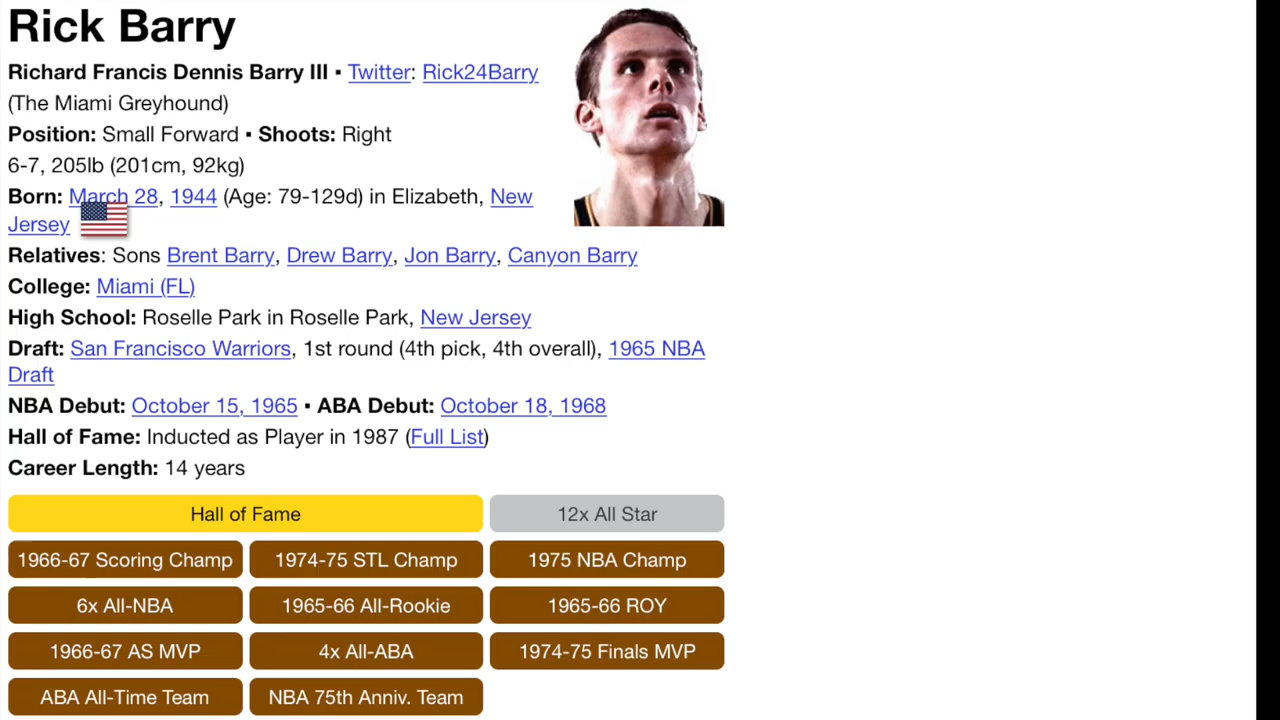 Rick Barry
Richard Francis Dennis Barry III ▪ Twitter: Rick24Barry
(The Miami Greyhound)
Position: Small Forward ▪ Shoots: Right
6-7, 205lb (201cm, 92kg)
Born: March 28, 1944 (Age: 79-129d) in Elizabeth, New
Jersey
Relatives: Sons Brent Barry, Drew Barry, Jon Barry, Canyon Barry
College: Miami (FL)
High School: Roselle Park in Roselle Park, New Jersey
Draft: San Francisco Warriors, 1st round (4th pick, 4th overall), 1965 NBA
Draft
NBA Debut: October 15, 1965 ▪ ABA Debut: October 18, 1968
Hall of Fame: Inducted as Player in 1987 (Full List)
Career Length: 14 years
Hall of Fame 12x All Star
1966-67 Scoring Champ 1974-75 STL Champ 1975 NBA Champ
6x All-NBA 1965-66 All-Rookie 1965-66 ROY
1966-67 AS MVP 4x All-ABA 1974-75 Finals MVP
ABA All-Time Team NBA 75th Anniv. Team